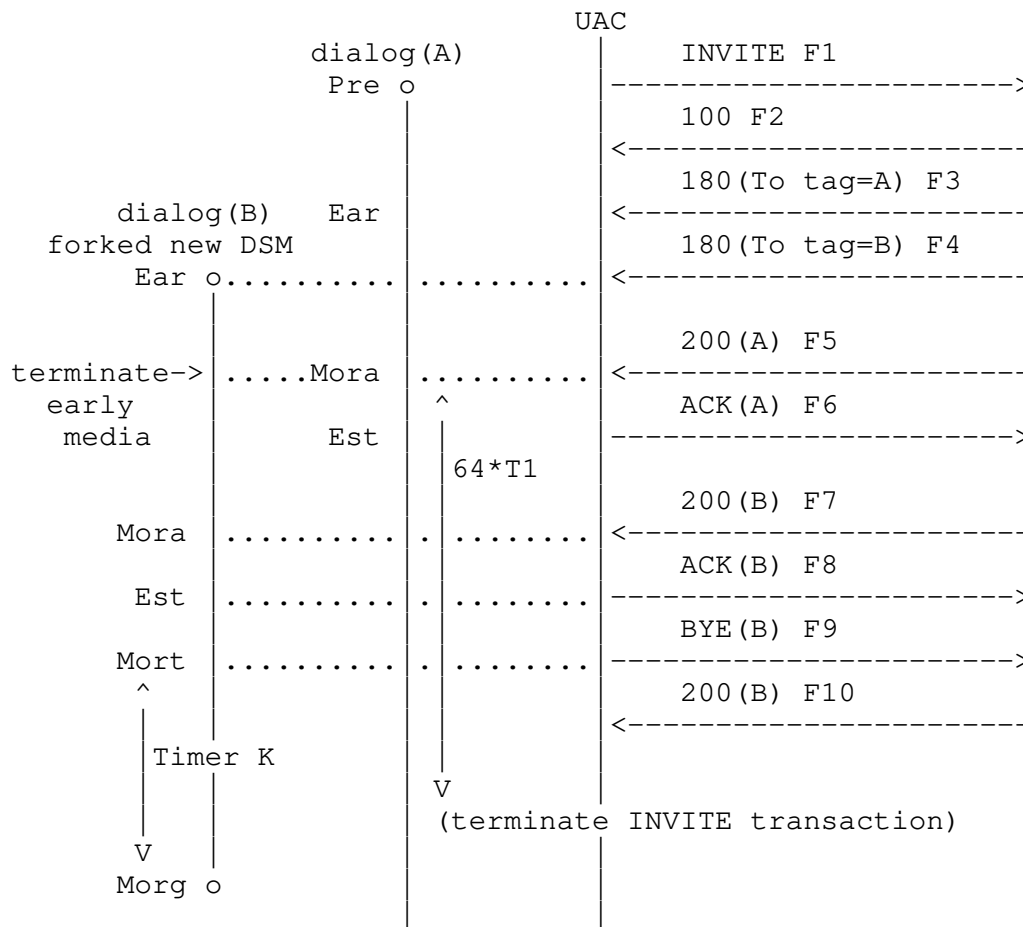 UAC
dialog(A) INVITE F1
Pre o
100 F2
180(To tag=A) F3
dialog(B) Ear
forked new DSM 180(To tag=B) F4
Ear o
200(A) F5
terminate-> Mora
early ACK(A) F6
media Est
64*T1
200(B) F7
Mora
ACK(B) F8
Est
BYE(B) F9
Mort
200(B) F10
Timer K
V
(terminate INVITE transaction)
V
Morg o